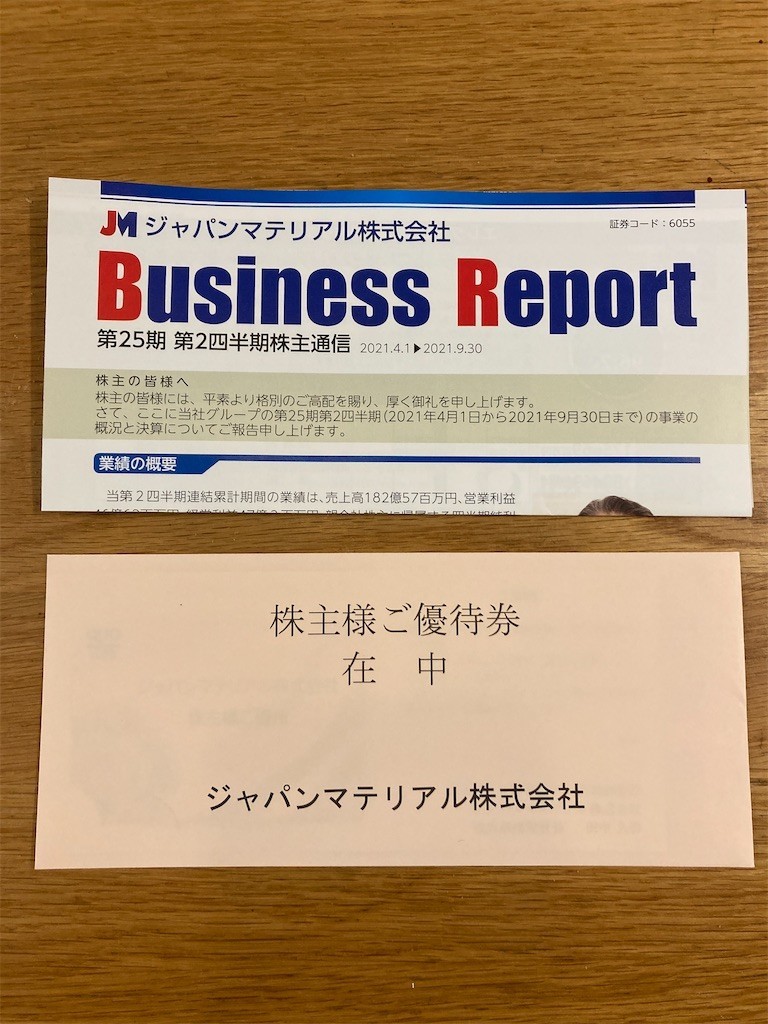 JM ジャパンマテリアル株式会社
証券コード：6055
Business Report
第25期 第2四半期株主通信 2021.4.1▶2021.9.30
株主の皆様へ
株主の皆様には、平素より格別のご高配を賜り、厚く御礼を申し上げます。
さて、ここに当社グループの第25期第2四半期（2021年4月1日から2021年9月30日まで）の事業の
概況と決算についてご報告申し上げます。
業績の概要
当第2四半期連結累計期間の業績は、売上高182億57百万円、営業利益
株主様ご優待券
在　中
ジャパンマテリアル株式会社